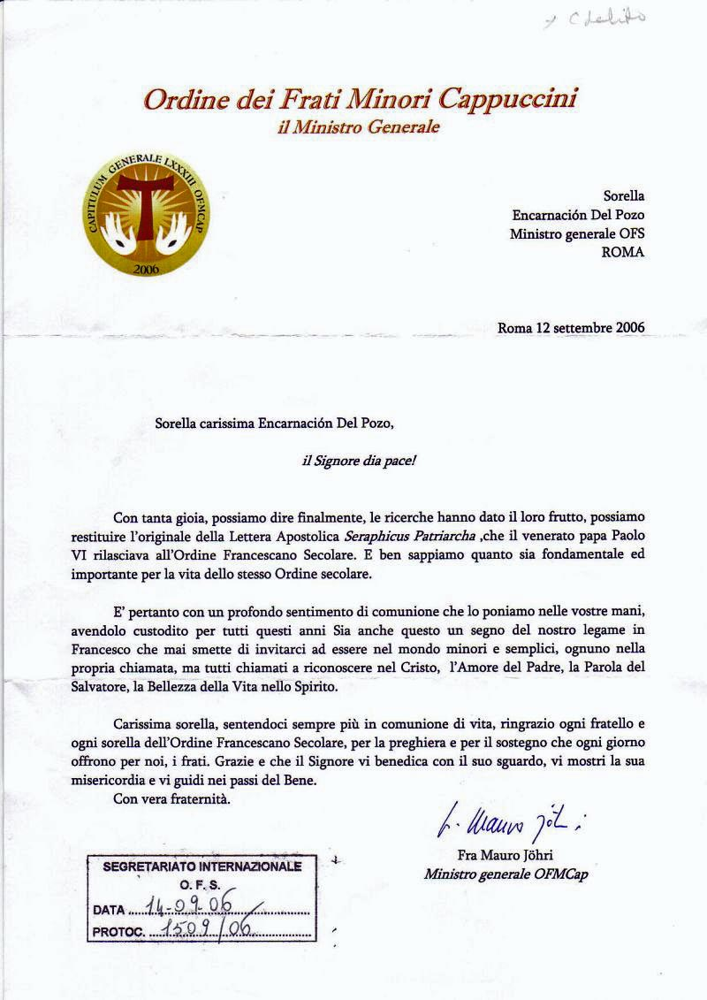 Ordine dei Frati Minori Cappuccini
il Ministro Generale
CAPITULUM GENERALE LXXXIII OFMCAP
2006
Sorella
Encarnación Del Pozo
Ministro generale OFS
ROMA
Roma 12 settembre 2006
Sorella carissima Encarnación Del Pozo,
il Signore dia pace!
Con tanta gioia, possiamo dire finalmente, le ricerche hanno dato il loro frutto, possiamo
restituire l'originale della Lettera Apostolica Seraphicus Patriarcha ,che il venerato papa Paolo
VI rilasciava all'Ordine Francescano Secolare. E ben sappiamo quanto sia fondamentale ed
importante per la vita dello stesso Ordine secolare.
E' pertanto con un profondo sentimento di comunione che lo poniamo nelle vostre mani,
avendolo custodito per tutti questi anni Sia anche questo un segno del nostro legame in
Francesco che mai smette di invitarci ad essere nel mondo minori e semplici, ognuno nella
propria chiamata, ma tutti chiamati a riconoscere nel Cristo, l'Amore del Padre, la Parola del
Salvatore, la Bellezza della Vita nello Spirito.
Carissima sorella, sentendoci sempre più in comunione di vita, ringrazio ogni fratello e
ogni sorella dell'Ordine Francescano Secolare, per la preghiera e per il sostegno che ogni giorno
offrono per noi, i frati. Grazie e che il Signore vi benedica con il suo sguardo, vi mostri la sua
misericordia e vi guidi nei passi del Bene.
Con vera fraternità.
f. Mauro Jöhri
Fra Mauro Jöhri
Ministro generale OFMCap
SEGRETARIATO INTERNAZIONALE
O. F. S.
DATA ..... 14-09-06
PROTOC. .... 1509/06